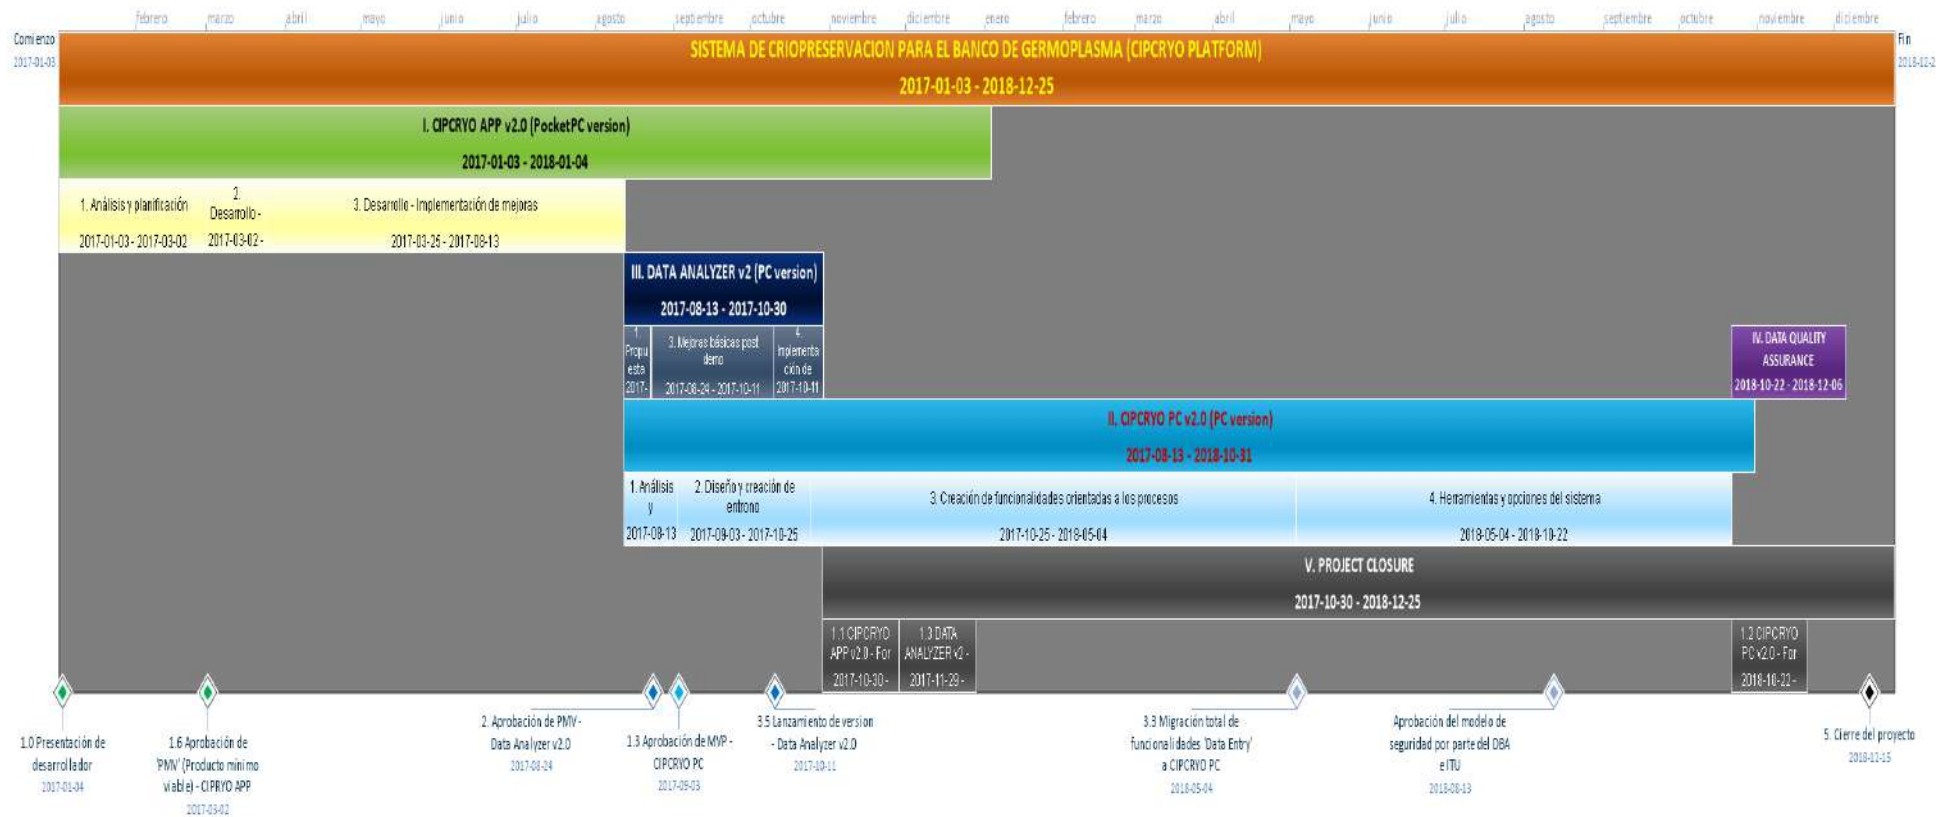 febrero marzo abril mayo junio julio agosto septiembre octubre noviembre diciembre enero febrero marzo abril mayo junio julio agosto septiembre octubre noviembre diciembre
Comienzo
2017-01-03
Fin
2018-12-2
SISTEMA DE CRIOPRESERVACION PARA EL BANCO DE GERMOPLASMA (CIPCRYO PLATFORM)
2017-01-03 - 2018-12-25
I. CIPCRYO APP v2.0 (PocketPC version)
2017-01-03 - 2018-01-04
1. Análisis y planificación
2017-01-03 - 2017-03-02
2.
Desarrollo -
2017-03-02 -
3. Desarrollo - Implementación de mejoras
2017-03-25 - 2017-08-13
III. DATA ANALYZER v2 (PC version)
2017-08-13 - 2017-10-30
1.
Propu
esta
2017-
3. Mejoras básicas post
demo
2017-08-24 - 2017-10-11
4.
Implementa
ción de
2017-10-11
IV. DATA QUALITY
ASSURANCE
2018-10-22 - 2018-12-06
II. CIPCRYO PC v2.0 (PC version)
2017-08-13 - 2018-10-31
1. Análisis
y
2017-08-13
2. Diseño y creación de
entrono
2017-09-03 - 2017-10-25
3. Creación de funcionalidades orientadas a los procesos
2017-10-25 - 2018-05-04
4. Herramientas y opciones del sistema
2018-05-04 - 2018-10-22
V. PROJECT CLOSURE
2017-10-30 - 2018-12-25
1.1 CIPCRYO
APP v2.0 - For
2017-10-30 -
1.3 DATA
ANALYZER v2 -
2017-11-29 -
1.2 CIPCRYO
PC v2.0 - For
2018-10-22 -
1.0 Presentación de
desarrollador
2017-01-04
1.6 Aprobación de
'PMV' (Producto mínimo
viable) - CIPRYO APP
2017-03-02
2. Aprobación de PMV -
Data Analyzer v2.0
2017-08-24
1.3 Aprobación de MVP -
CIPCRYO PC
2017-09-03
3.5 Lanzamiento de version
- Data Analyzer v2.0
2017-10-11
3.3 Migración total de
funcionalidades 'Data Entry'
a CIPCRYO PC
2018-05-04
Aprobación del modelo de
seguridad por parte del DBA
e ITU
2018-08-13
5. Cierre del proyecto
2018-12-15